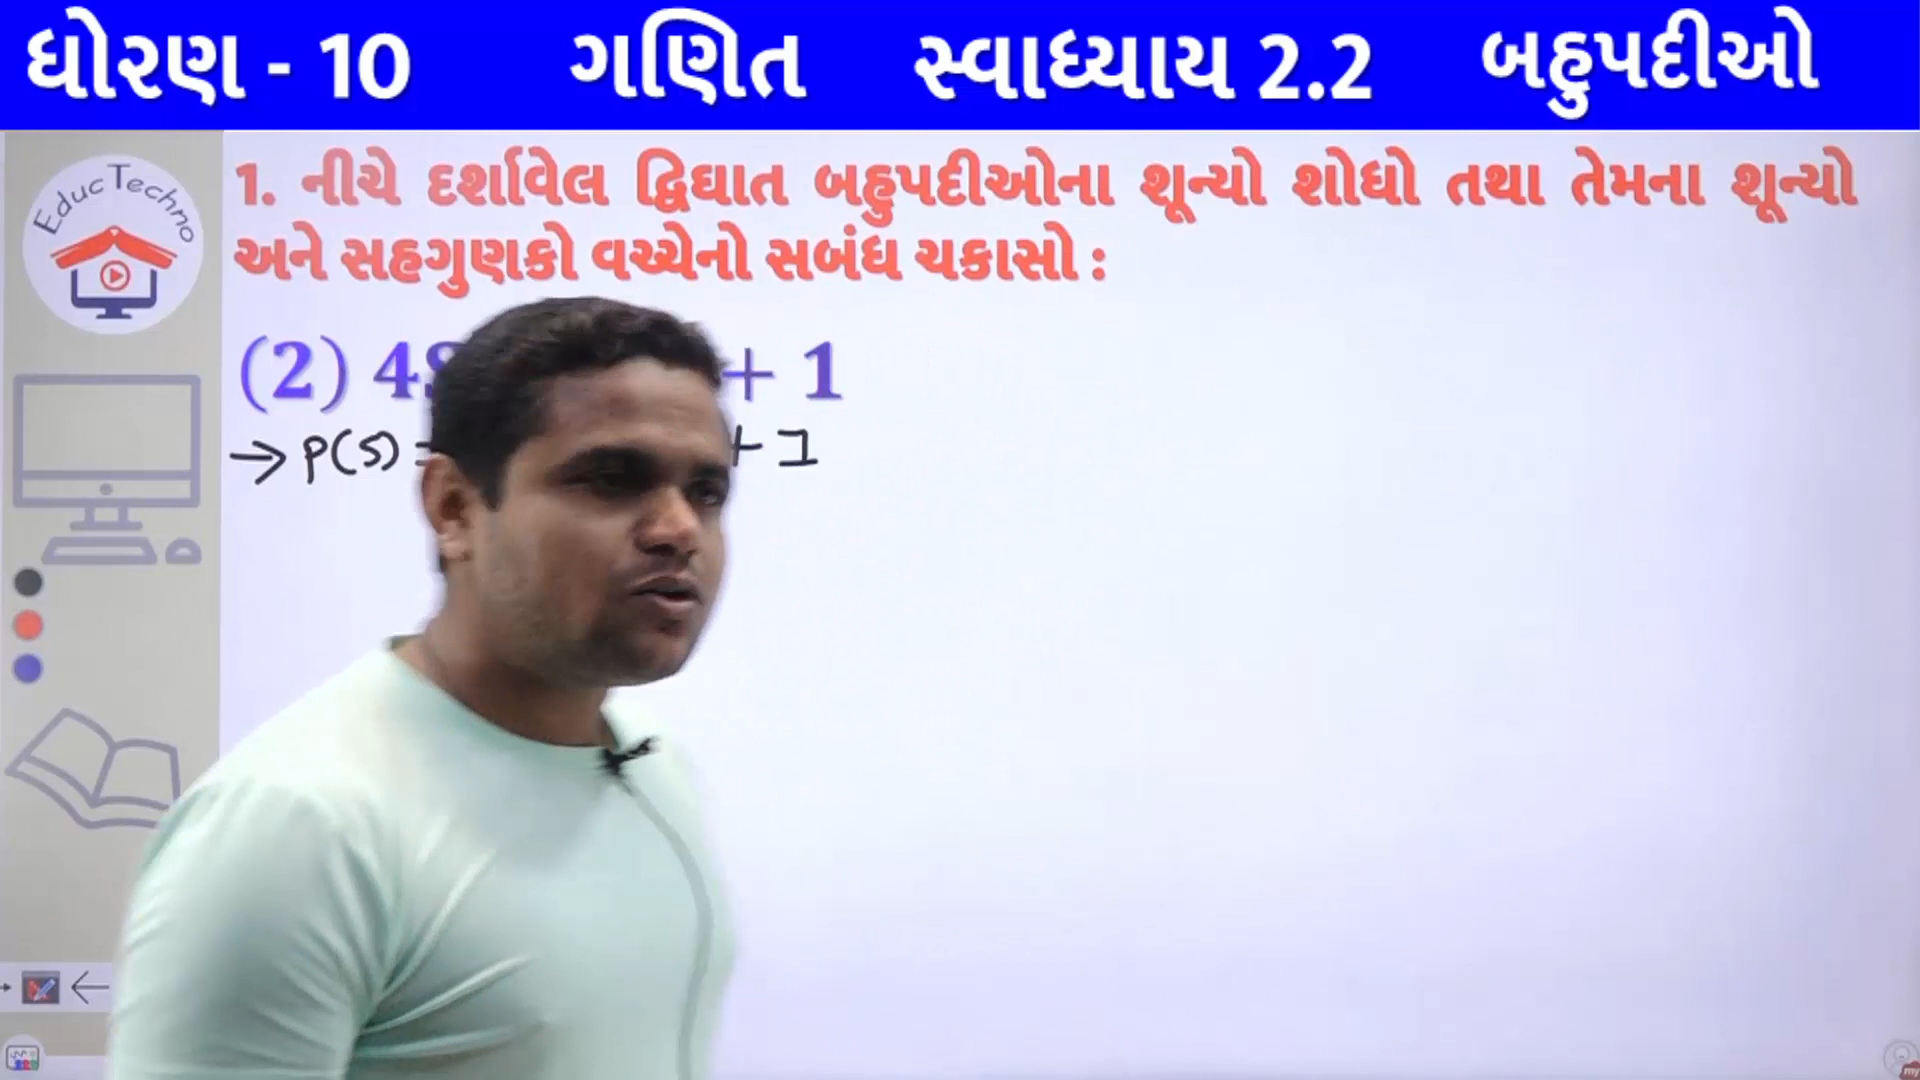 ધોરણ - 10 ગણિત સ્વાધ્યાય 2.2 બહુપદીઓ
EducTechno
1. નીચે દર્શાવેલ દ્વિઘાત બહુપદીઓના શૂન્યો શોધો તથા તેમના શૂન્યો
અને સહગુણકો વચ્ચેનો સબંધ ચકાસો :
(2) 4S + 1
→ P(S) = + 1